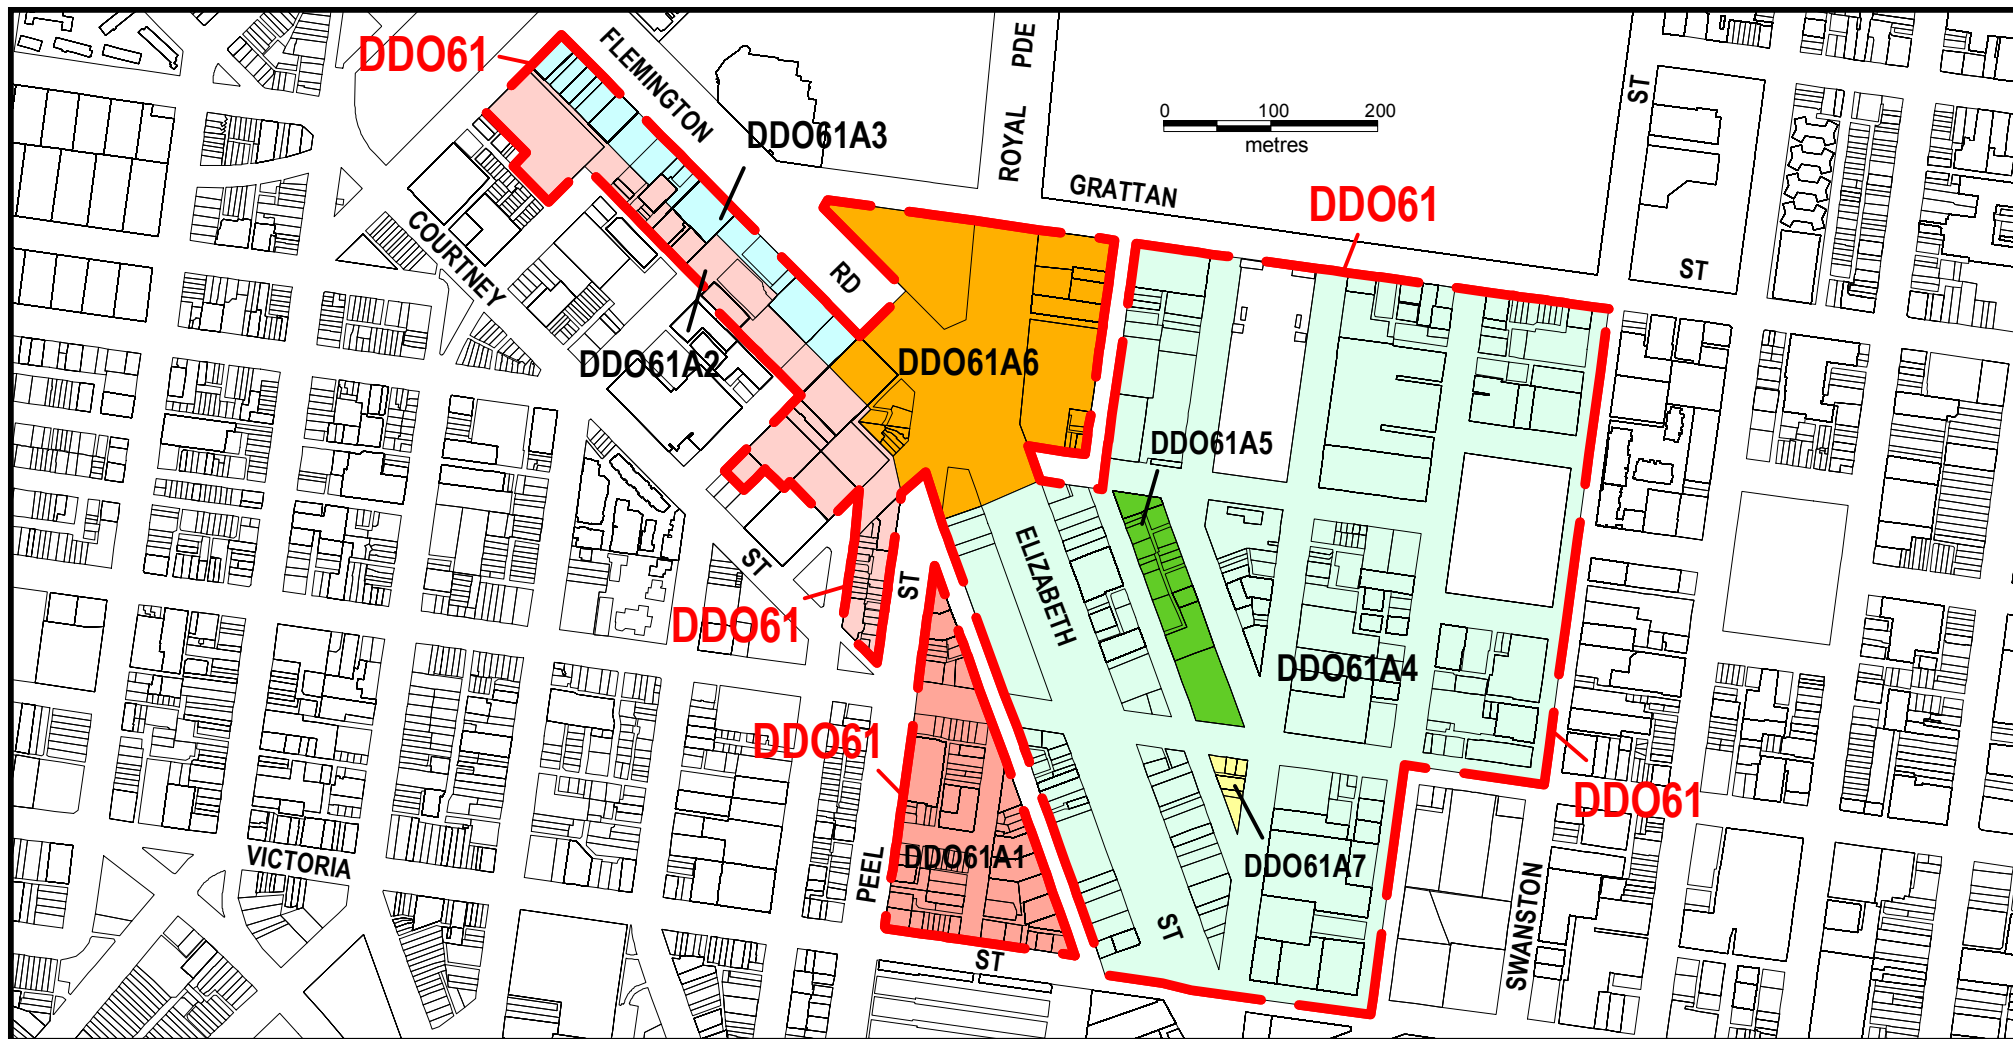 DDO61
FLEMINGTON
ROYAL PDE
ST
0 100 200
metres
DDO61A3
GRATTAN
DDO61
COURTNEY
RD
ST
DDO61A2
DDO61A6
DDO61A5
ELIZABETH
ST
ST
DDO61
DDO61A4
DDO61
DDO61
VICTORIA
PEEL
DDO61A1
DDO61A7
ST
ST
SWANSTON